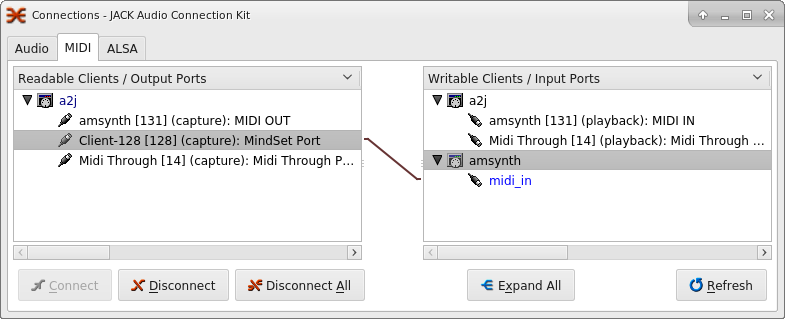 Connections - JACK Audio Connection Kit
Audio MIDI ALSA
Readable Clients / Output Ports
a2j
amsynth [131] (capture): MIDI OUT
Client-128 [128] (capture): MindSet Port
Midi Through [14] (capture): Midi Through P...
Writable Clients / Input Ports
a2j
amsynth [131] (playback): MIDI IN
Midi Through [14] (playback): Midi Through ...
amsynth
midi_in
Connect Disconnect Disconnect All Expand All Refresh